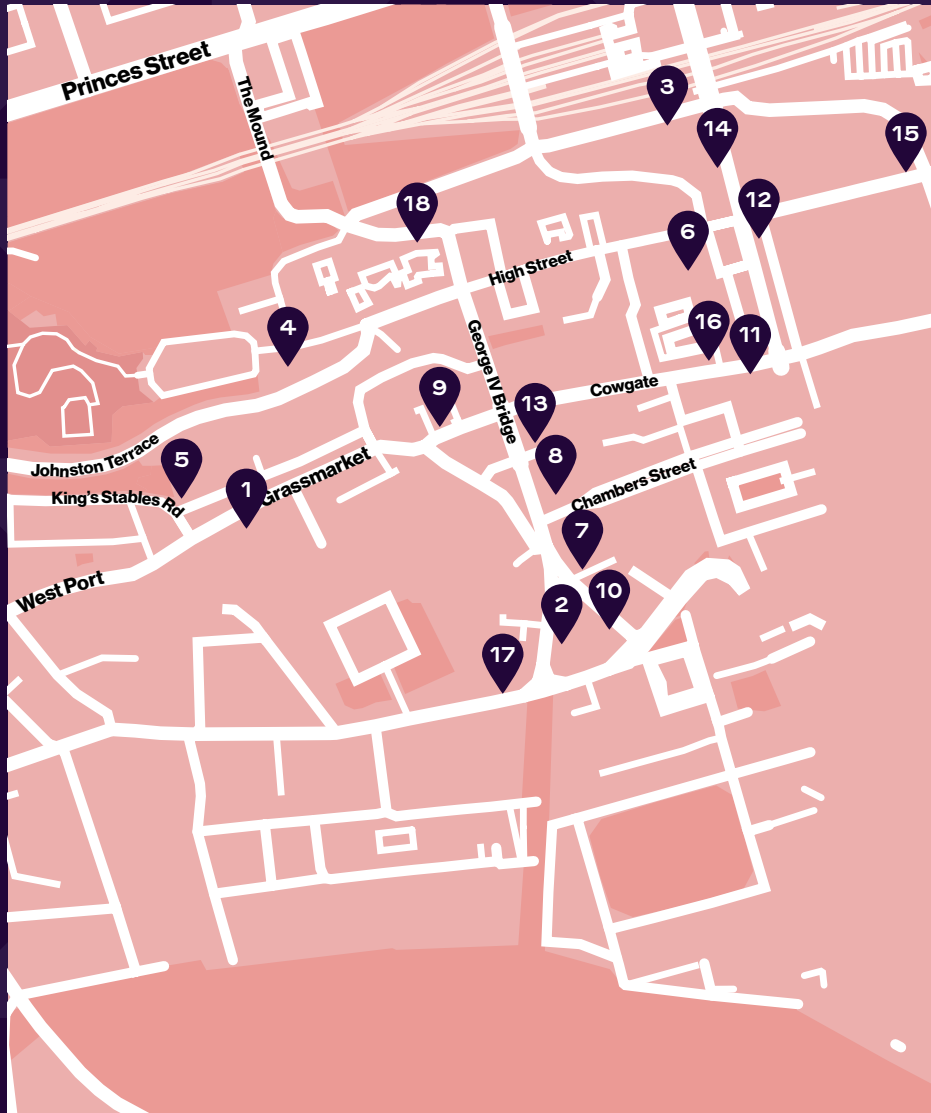 Princes Street
The Mound
3
14
15
18
12
6
High Street
4
16
11
George IV Bridge
9
Cowgate
13
Johnston Terrace
5
8
King's Stables Rd
Grassmarket
1
Chambers Street
7
West Port
10
2
17